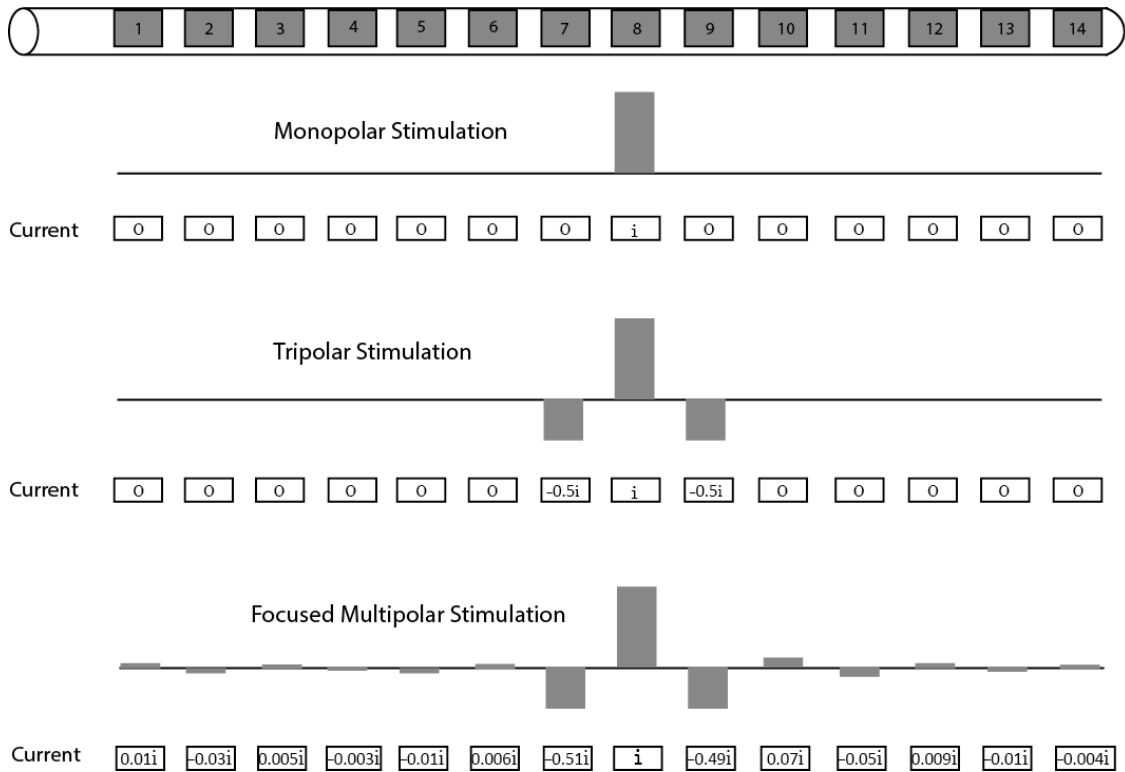 1 2 3 4 5 6 7 8 9 10 11 12 13 14
Monopolar Stimulation
Current 0 0 0 0 0 0 0 i 0 0 0 0 0 0
Tripolar Stimulation
Current 0 0 0 0 0 0 -0.5i i -0.5i 0 0 0 0 0
Focused Multipolar Stimulation
Current 0.01i -0.03i 0.005i -0.003i -0.01i 0.006i -0.51i i -0.49i 0.07i -0.05i 0.009i -0.01i -0.004i